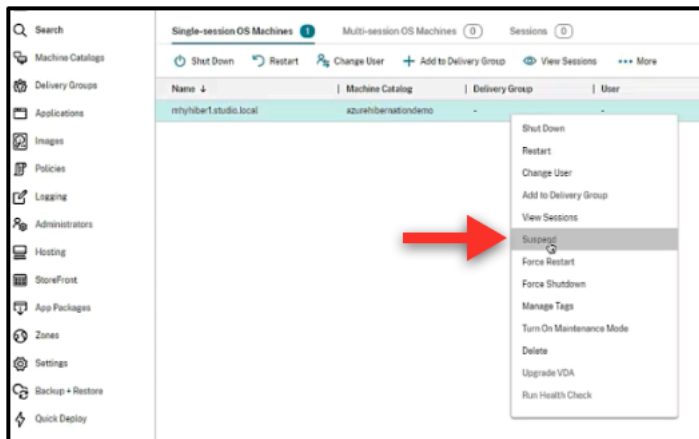 Search
Machine Catalogs
Delivery Groups
Applications
Images
Policies
Logging
Administrators
Hosting
StoreFront
App Packages
Zones
Settings
Backup + Restore
Quick Deploy
Single-session OS Machines 1 Multi-session OS Machines 0 Sessions 0
Shut Down Restart Change User Add to Delivery Group View Sessions More
Name Machine Catalog Delivery Group User
mhyhiber1.studio.local azurehibernationdemo - -
Shut Down
Restart
Change User
Add to Delivery Group
View Sessions
Suspend
Force Restart
Force Shutdown
Manage Tags
Turn On Maintenance Mode
Delete
Upgrade VDA
Run Health Check